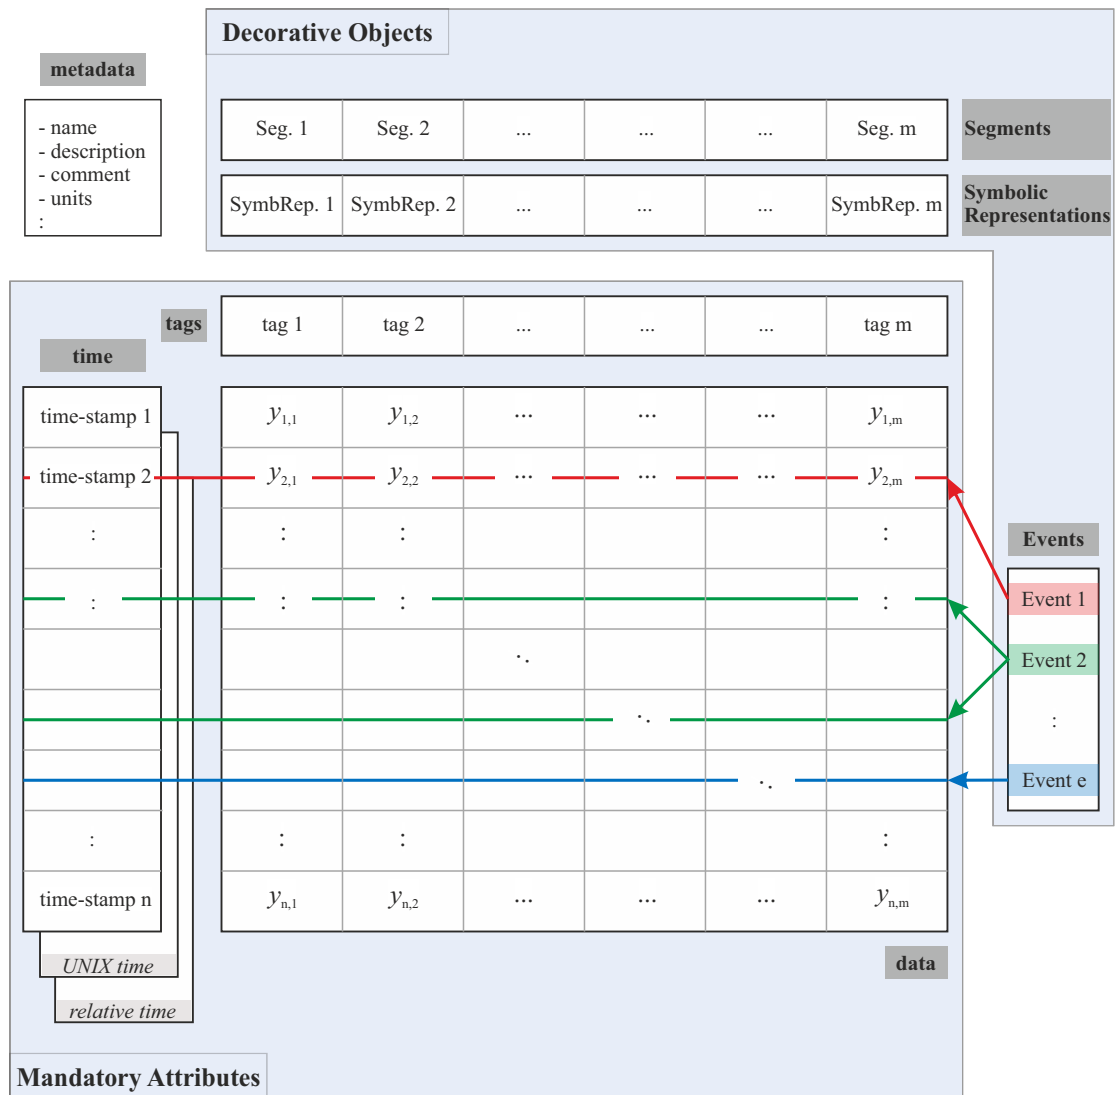 Decorative Objects
metadata
- name
- description
- comment
- units
:
Seg. 1 Seg. 2 ... ... ... Seg. m
Segments
SymbRep. 1 SymbRep. 2 ... ... ... SymbRep. m
Symbolic
Representations
tags
tag 1 tag 2 ... ... ... tag m
time
time-stamp 1 y1,1 y1,2 ... ... ... y1,m
time-stamp 2 y2,1 y2,2 ... ... ... y2,m
: : : :
: : : :
⋱
⋱
⋱
: : : :
time-stamp n yn,1 yn,2 ... ... ... yn,m
Events
Event 1
Event 2
:
Event e
UNIX time
relative time
data
Mandatory Attributes